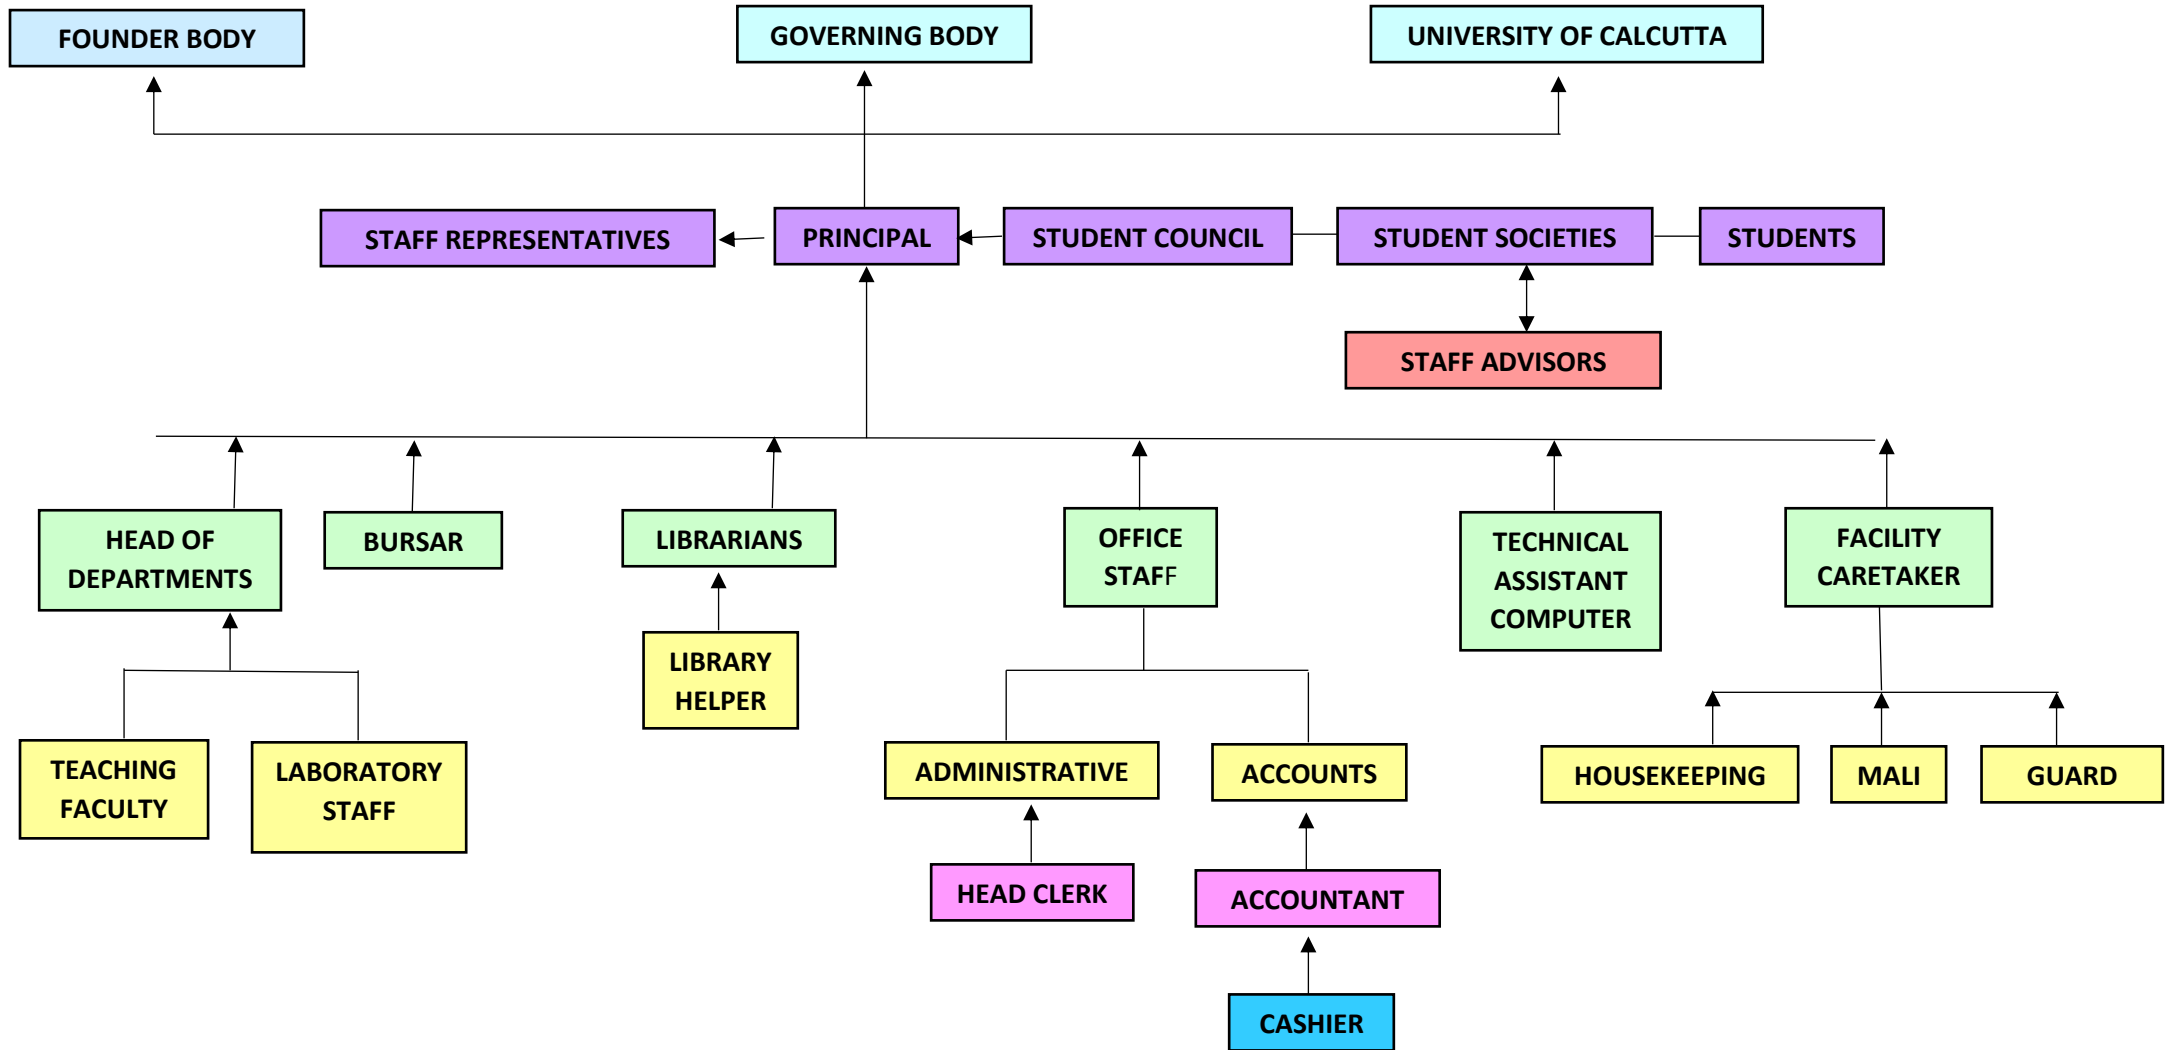 FOUNDER BODY
GOVERNING BODY
UNIVERSITY OF CALCUTTA
STAFF REPRESENTATIVES
PRINCIPAL
STUDENT COUNCIL
STUDENT SOCIETIES
STUDENTS
STAFF ADVISORS
HEAD OF
DEPARTMENTS
BURSAR
LIBRARIANS
OFFICE
STAFF
TECHNICAL
ASSISTANT
COMPUTER
FACILITY
CARETAKER
LIBRARY
HELPER
TEACHING
FACULTY
LABORATORY
STAFF
ADMINISTRATIVE
ACCOUNTS
HOUSEKEEPING
MALI
GUARD
HEAD CLERK
ACCOUNTANT
CASHIER